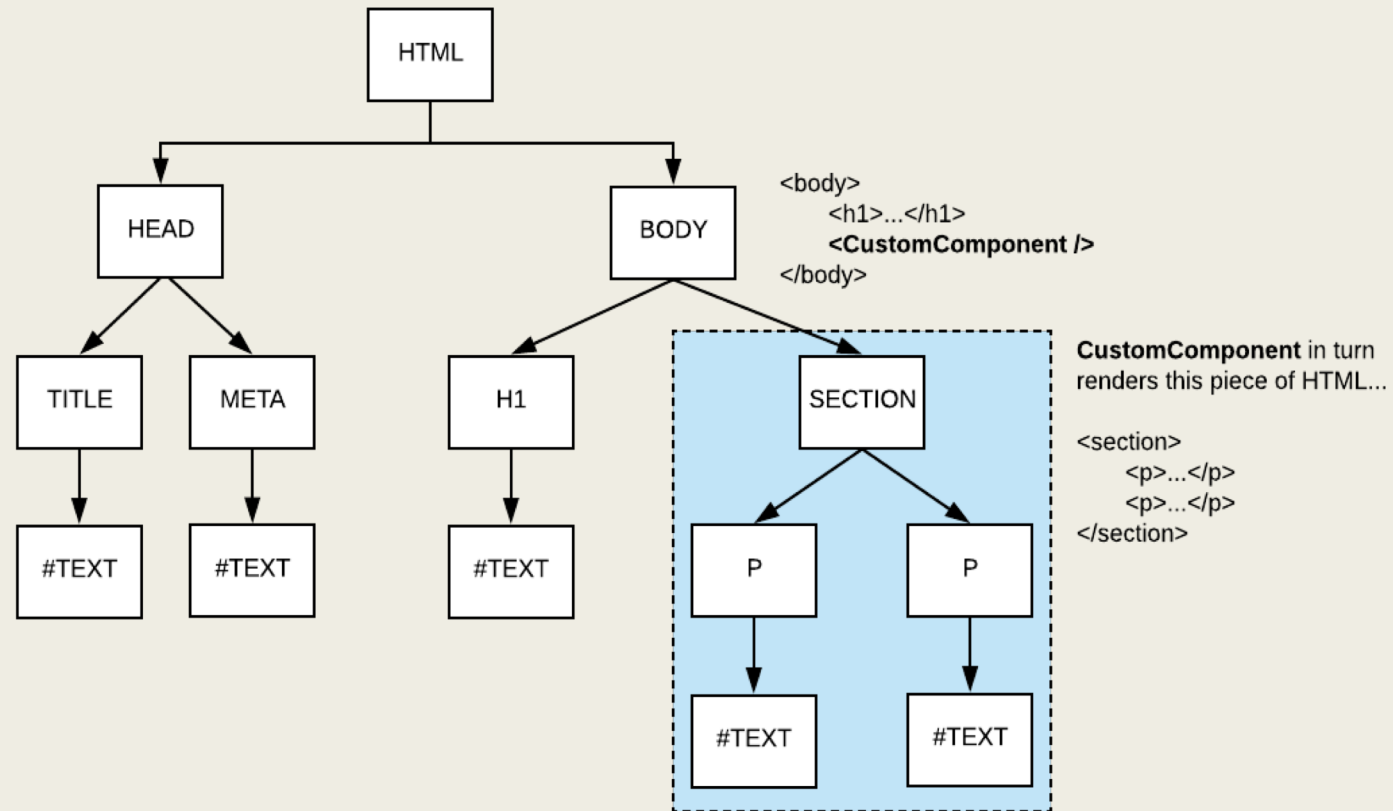 HTML
HEAD
BODY
<body>
<h1>...</h1>
<CustomComponent />
</body>
TITLE
META
H1
SECTION
CustomComponent in turn
renders this piece of HTML...
<section>
<p>...</p>
<p>...</p>
</section>
#TEXT
#TEXT
#TEXT
P
P
#TEXT
#TEXT